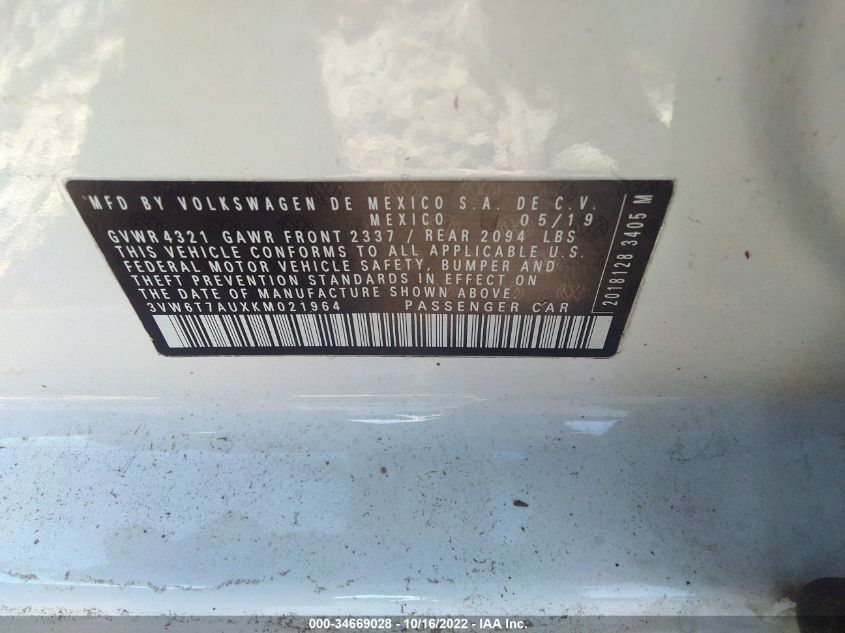 MFD BY VOLKSWAGEN DE MEXICO S.A. DE C.V.
MEXICO 05/19
GVWR 4321 GAWR FRONT 2337 / REAR 2094 LBS
THIS VEHICLE CONFORMS TO ALL APPLICABLE U.S.
FEDERAL MOTOR VEHICLE SAFETY, BUMPER AND
THEFT PREVENTION STANDARDS IN EFFECT ON
THE DATE OF MANUFACTURE SHOWN ABOVE.
3VW6T7AUXKM021964 PASSENGER CAR
2018128 3405 M
000-34669028 - 10/16/2022 - IAA Inc.